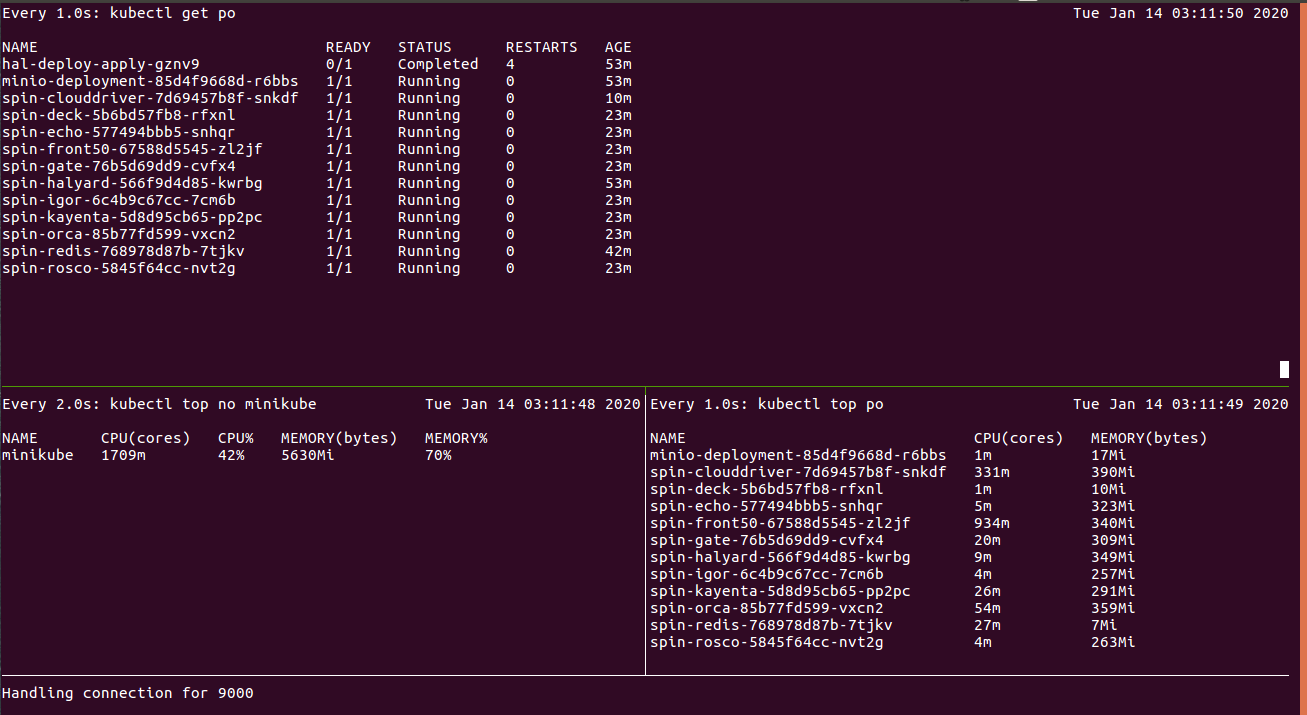 Every 1.0s: kubectl get po Tue Jan 14 03:11:50 2020
NAME READY STATUS RESTARTS AGE
hal-deploy-apply-gznv9 0/1 Completed 4 53m
minio-deployment-85d4f9668d-r6bbs 1/1 Running 0 53m
spin-clouddriver-7d69457b8f-snkdf 1/1 Running 0 10m
spin-deck-5b6bd57fb8-rfxnl 1/1 Running 0 23m
spin-echo-577494bbb5-snhqr 1/1 Running 0 23m
spin-front50-67588d5545-zl2jf 1/1 Running 0 23m
spin-gate-76b5d69dd9-cvfx4 1/1 Running 0 23m
spin-halyard-566f9d4d85-kwrbg 1/1 Running 0 53m
spin-igor-6c4b9c67cc-7cm6b 1/1 Running 0 23m
spin-kayenta-5d8d95cb65-pp2pc 1/1 Running 0 23m
spin-orca-85b77fd599-vxcn2 1/1 Running 0 23m
spin-redis-768978d87b-7tjkv 1/1 Running 0 42m
spin-rosco-5845f64cc-nvt2g 1/1 Running 0 23m
Every 2.0s: kubectl top no minikube Tue Jan 14 03:11:48 2020
NAME CPU(cores) CPU% MEMORY(bytes) MEMORY%
minikube 1709m 42% 5630Mi 70%
Every 1.0s: kubectl top po Tue Jan 14 03:11:49 2020
NAME CPU(cores) MEMORY(bytes)
minio-deployment-85d4f9668d-r6bbs 1m 17Mi
spin-clouddriver-7d69457b8f-snkdf 331m 390Mi
spin-deck-5b6bd57fb8-rfxnl 1m 10Mi
spin-echo-577494bbb5-snhqr 5m 323Mi
spin-front50-67588d5545-zl2jf 934m 340Mi
spin-gate-76b5d69dd9-cvfx4 20m 309Mi
spin-halyard-566f9d4d85-kwrbg 9m 349Mi
spin-igor-6c4b9c67cc-7cm6b 4m 257Mi
spin-kayenta-5d8d95cb65-pp2pc 26m 291Mi
spin-orca-85b77fd599-vxcn2 54m 359Mi
spin-redis-768978d87b-7tjkv 27m 7Mi
spin-rosco-5845f64cc-nvt2g 4m 263Mi
Handling connection for 9000